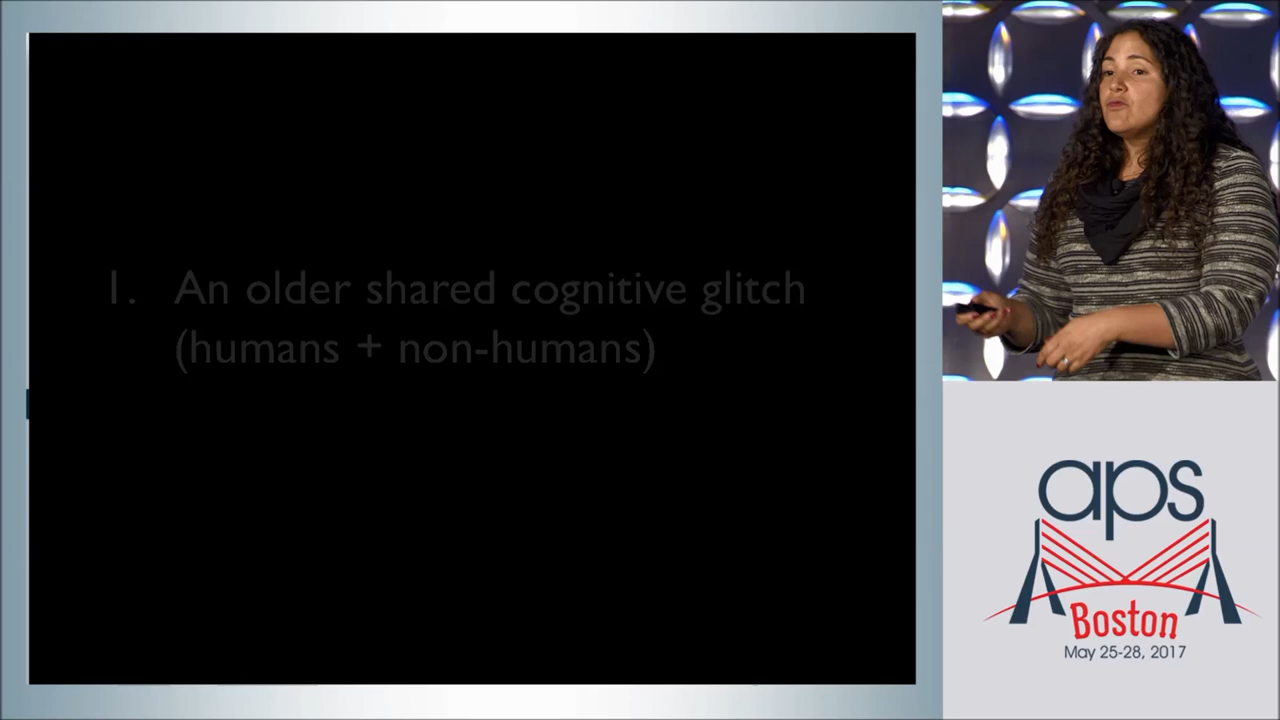 1. An older shared cognitive glitch
(humans + non-humans)
aps
Boston
May 25-28, 2017